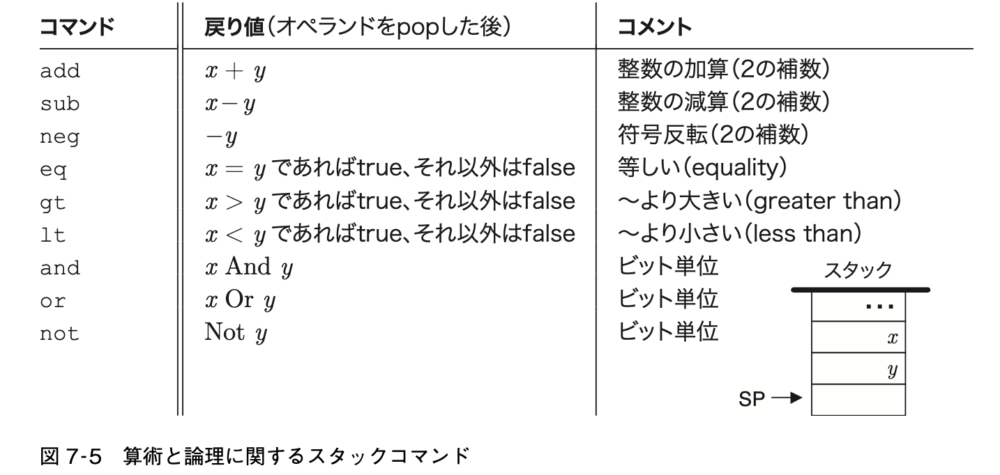 コマンド 戻り値(オペランドをpopした後) コメント
add x + y 整数の加算(2の補数)
sub x − y 整数の減算(2の補数)
neg −y 符号反転(2の補数)
eq x = y であればtrue、それ以外はfalse 等しい(equality)
gt x > y であればtrue、それ以外はfalse 〜より大きい(greater than)
lt x < y であればtrue、それ以外はfalse 〜より小さい(less than)
and x And y ビット単位
or x Or y ビット単位
not Not y ビット単位
スタック
...
x
y
SP
図 7-5 算術と論理に関するスタックコマンド